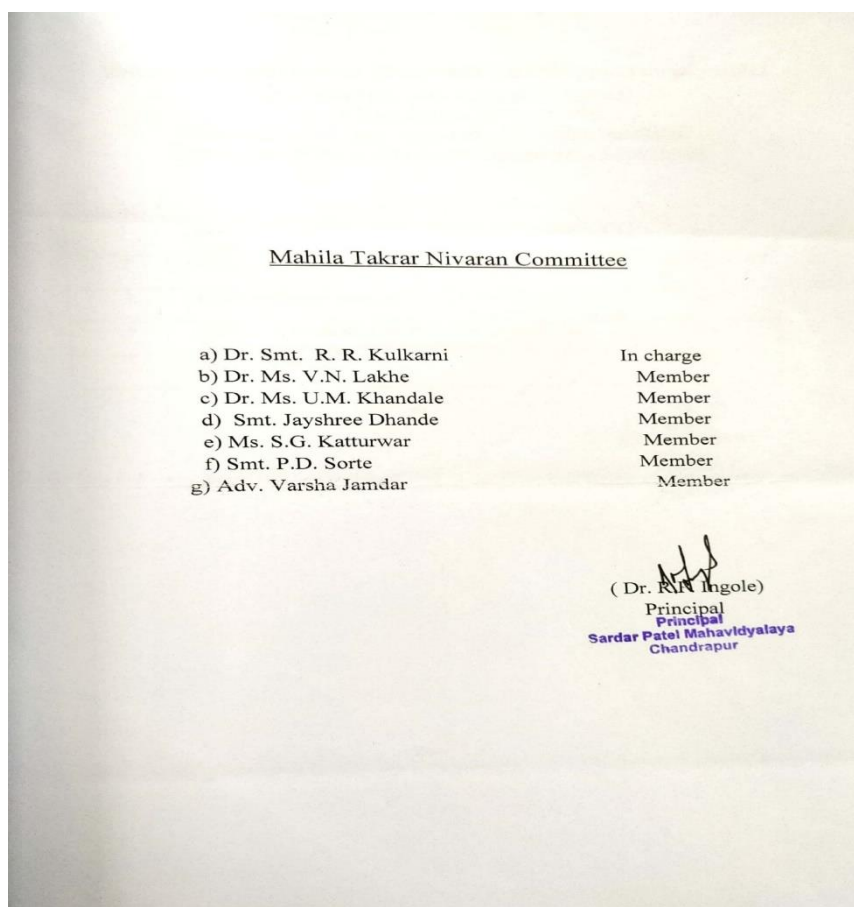 Mahila Takrar Nivaran Committee
a) Dr. Smt. R. R. Kulkarni In charge
b) Dr. Ms. V.N. Lakhe Member
c) Dr. Ms. U.M. Khandale Member
d) Smt. Jayshree Dhande Member
e) Ms. S.G. Katturwar Member
f) Smt. P.D. Sorte Member
g) Adv. Varsha Jamdar Member
( Dr. R.N Ingole)
Principal
Principal
Sardar Patel Mahavidyalaya
Chandrapur